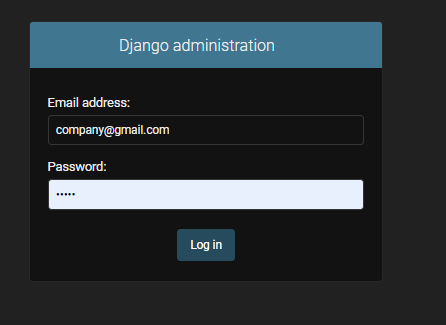 Django administration
Email address:
company@gmail.com
Password:
•••••
Log in